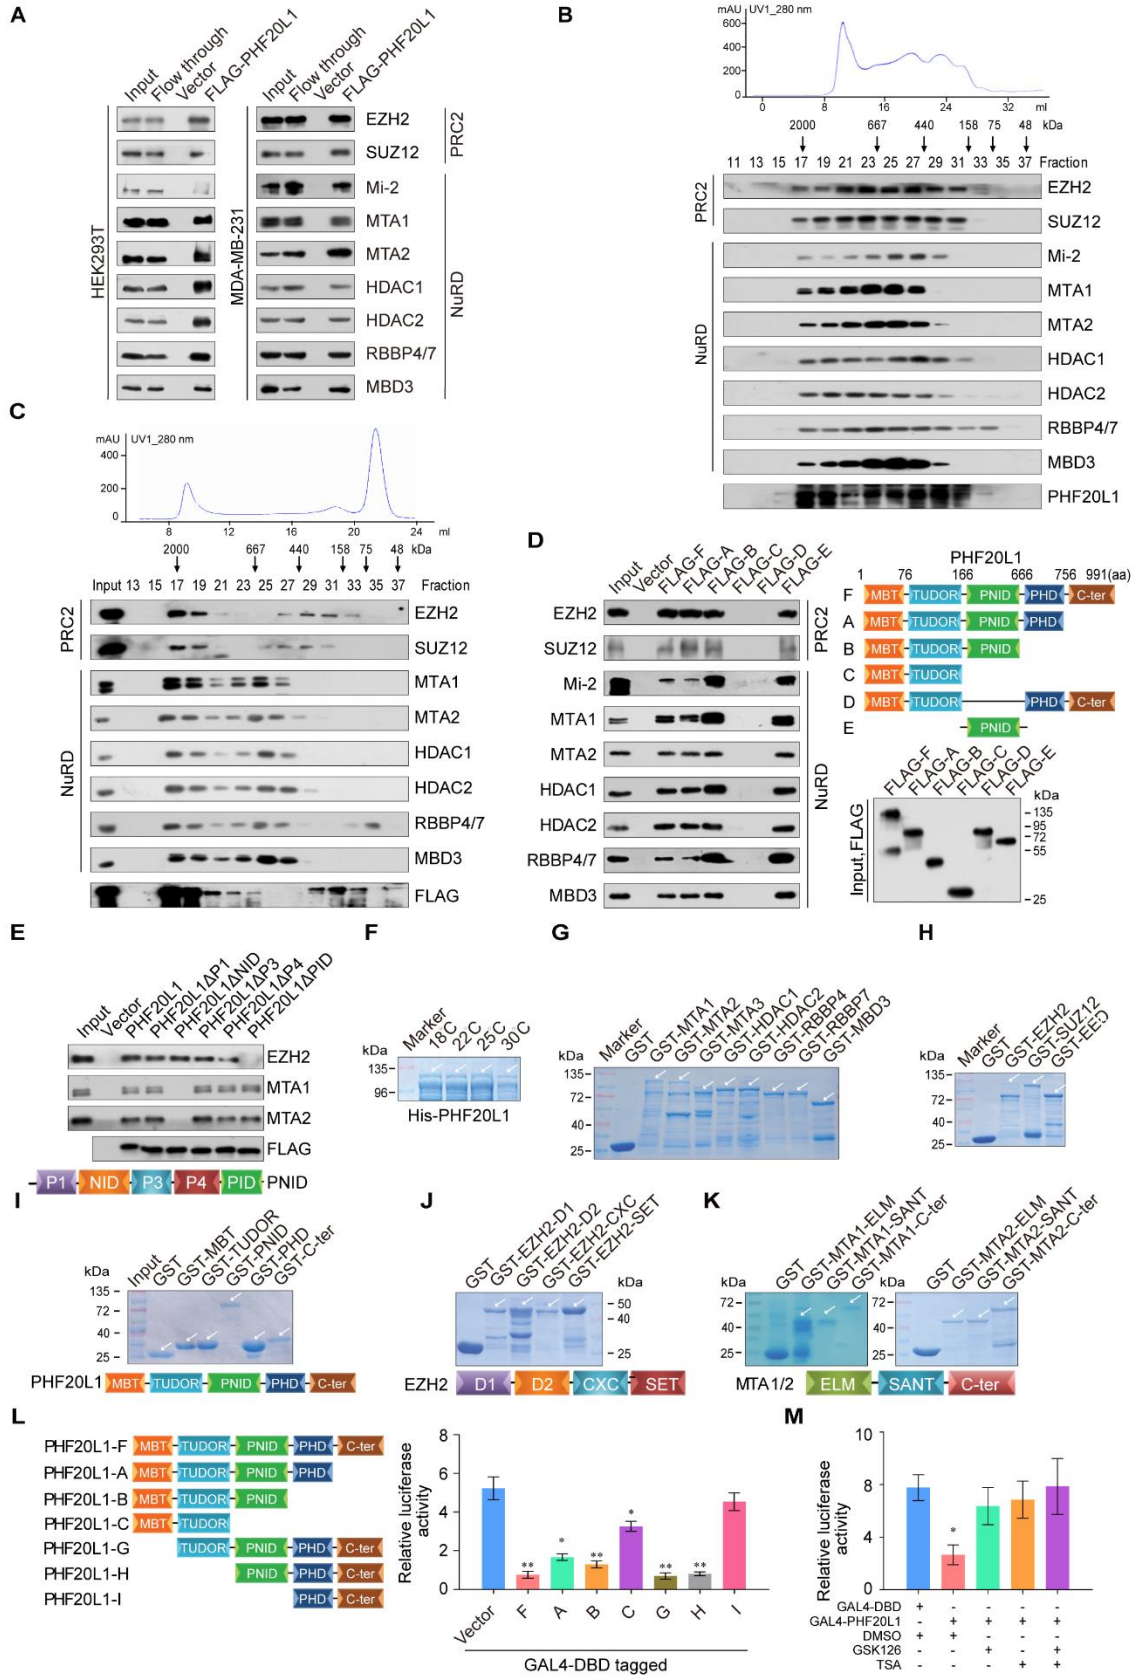 A
Input
Flow through
Vector
FLAG-PHF20L1
Input
Flow through
Vector
FLAG-PHF20L1
HEK293T
MDA-MB-231
EZH2
SUZ12
Mi-2
MTA1
MTA2
HDAC1
HDAC2
RBBP4/7
MBD3
PRC2
NuRD
B
mAU UV1_280 nm
600
400
200
0
0 8 16 24 32 ml
2000 667 440 158 75 48 kDa
11 13 15 17 19 21 23 25 27 29 31 33 35 37 Fraction
PRC2
NuRD
EZH2
SUZ12
Mi-2
MTA1
MTA2
HDAC1
HDAC2
RBBP4/7
MBD3
PHF20L1
C
mAU UV1_280 nm
400
200
0
8 12 16 20 24 ml
2000 667 440 158 75 48 kDa
Input 13 15 17 19 21 23 25 27 29 31 33 35 37 Fraction
PRC2
NuRD
EZH2
SUZ12
MTA1
MTA2
HDAC1
HDAC2
RBBP4/7
MBD3
FLAG
D
Input
Vector
FLAG-F
FLAG-A
FLAG-B
FLAG-C
FLAG-D
FLAG-E
EZH2
SUZ12
Mi-2
MTA1
MTA2
HDAC1
HDAC2
RBBP4/7
MBD3
PRC2
NuRD
PHF20L1
1 76 166 666 756 991(aa)
F MBT TUDOR PNID PHD C-ter
A MBT TUDOR PNID PHD
B MBT TUDOR PNID
C MBT TUDOR
D MBT TUDOR PHD C-ter
E PNID
FLAG-F
FLAG-A
FLAG-B
FLAG-C
FLAG-D
FLAG-E
Input, FLAG
kDa
135
95
72
55
25
E
Input
Vector
PHF20L1
PHF20L1ΔP1
PHF20L1ΔNID
PHF20L1ΔP3
PHF20L1ΔP4
PHF20L1ΔPID
EZH2
MTA1
MTA2
FLAG
P1 NID P3 P4 PID PNID
F
Marker
18°C
22°C
25°C
30°C
kDa
135
96
His-PHF20L1
G
Marker
GST
GST-MTA1
GST-MTA2
GST-MTA3
GST-HDAC1
GST-HDAC2
GST-RBBP4
GST-RBBP7
GST-MBD3
kDa
135
72
40
25
H
Marker
GST
GST-EZH2
GST-SUZ12
GST-EED
kDa
135
72
40
25
I
Input
GST
GST-MBT
GST-TUDOR
GST-PNID
GST-PHD
GST-C-ter
kDa
135
72
40
25
PHF20L1 MBT TUDOR PNID PHD C-ter
J
GST
GST-EZH2-D1
GST-EZH2-D2
GST-EZH2-CXC
GST-EZH2-SET
kDa
50
40
25
EZH2 D1 D2 CXC SET
K
GST
GST-MTA1-ELM
GST-MTA1-SANT
GST-MTA1-C-ter
GST
GST-MTA2-ELM
GST-MTA2-SANT
GST-MTA2-C-ter
kDa
72
40
25
kDa
72
40
25
MTA1/2 ELM SANT C-ter
L
PHF20L1-F MBT TUDOR PNID PHD C-ter
PHF20L1-A MBT TUDOR PNID PHD
PHF20L1-B MBT TUDOR PNID
PHF20L1-C MBT TUDOR
PHF20L1-G TUDOR PNID PHD C-ter
PHF20L1-H PNID PHD C-ter
PHF20L1-I PHD C-ter
Relative luciferase
activity
8
6
4
2
0
** * ** * ** **
Vector F A B C G H I
GAL4-DBD tagged
M
Relative luciferase
activity
12
8
4
0
*
GAL4-DBD + - - - -
GAL4-PHF20L1 - + + + +
DMSO + + - - -
GSK126 - - + - +
TSA - - - + +